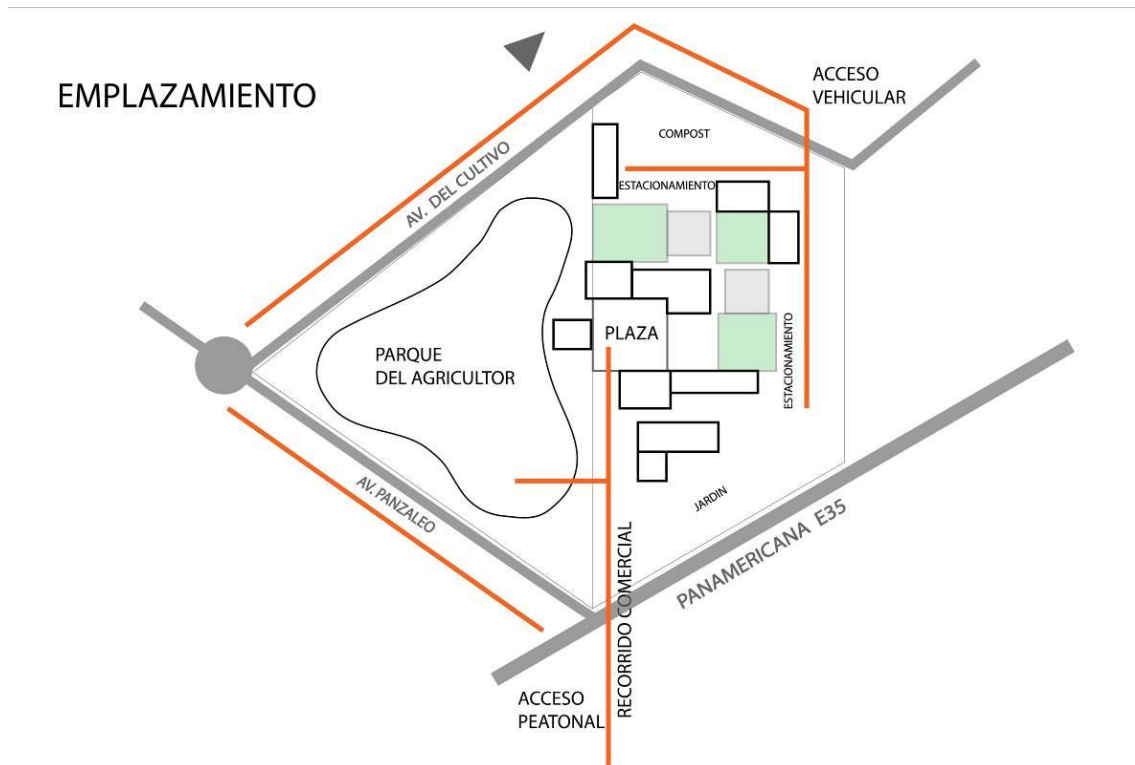 EMPLAZAMIENTO
ACCESO
VEHICULAR
COMPOST
AV. DEL CULTIVO
ESTACIONAMIENTO
PLAZA
PARQUE
DEL AGRICULTOR
ESTACIONAMIENTO
AV. PANZALEO
JARDIN
PANAMERICANA E35
RECORRIDO COMERCIAL
ACCESO
PEATONAL